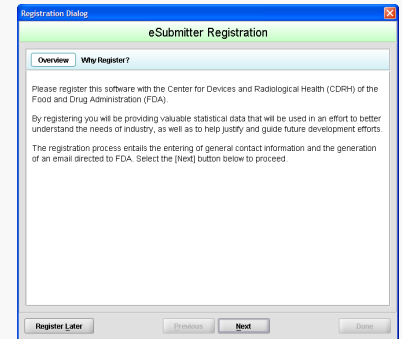 Registration Dialog
eSubmitter Registration
Overview Why Register?
Please register this software with the Center for Devices and Radiological Health (CDRH) of the
Food and Drug Administration (FDA).
By registering you will be providing valuable statistical data that will be used in an effort to better
understand the needs of industry, as well as to help justify and guide future development efforts.
The registration process entails the entering of general contact information and the generation
of an email directed to FDA. Select the [Next] button below to proceed.
Register Later Previous Next Done